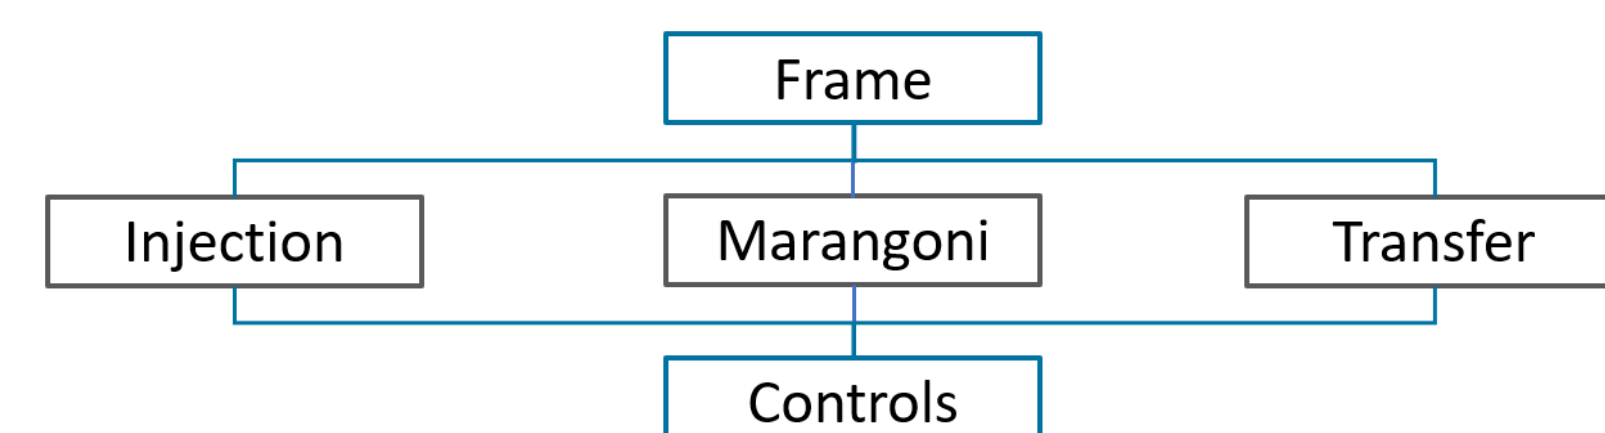 Frame
Injection
Marangoni
Transfer
Controls